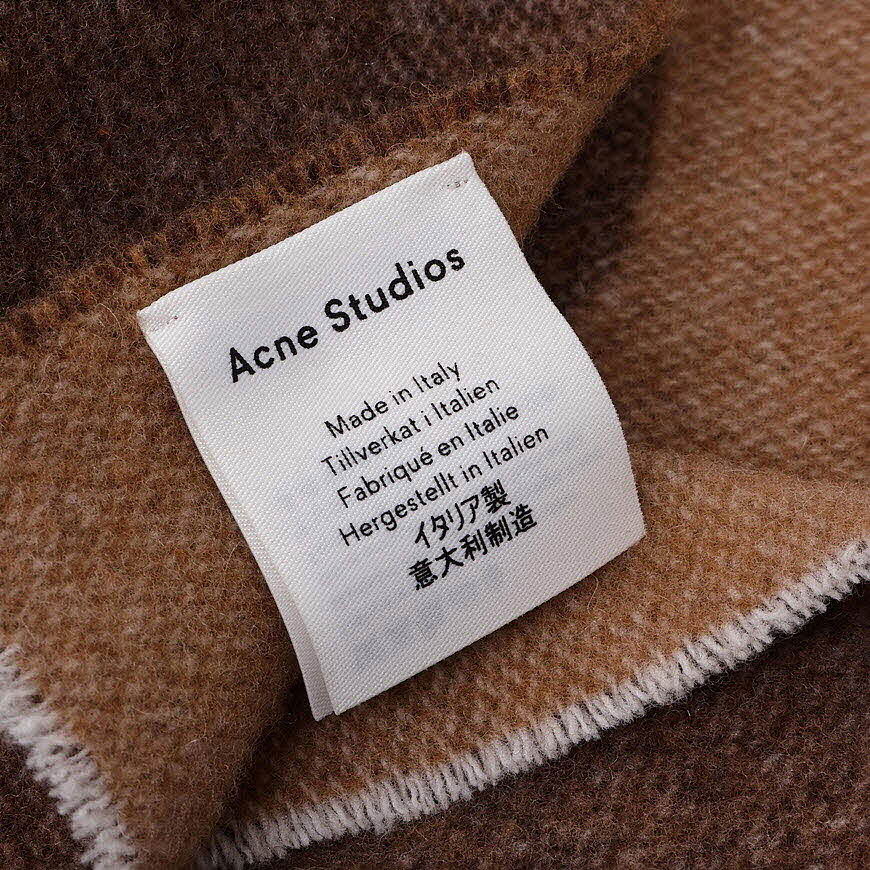 Acne Studios
Made in Italy
Tillverkat i Italien
Fabriqué en Italie
Hergestellt in Italien
イタリア製
意大利制造